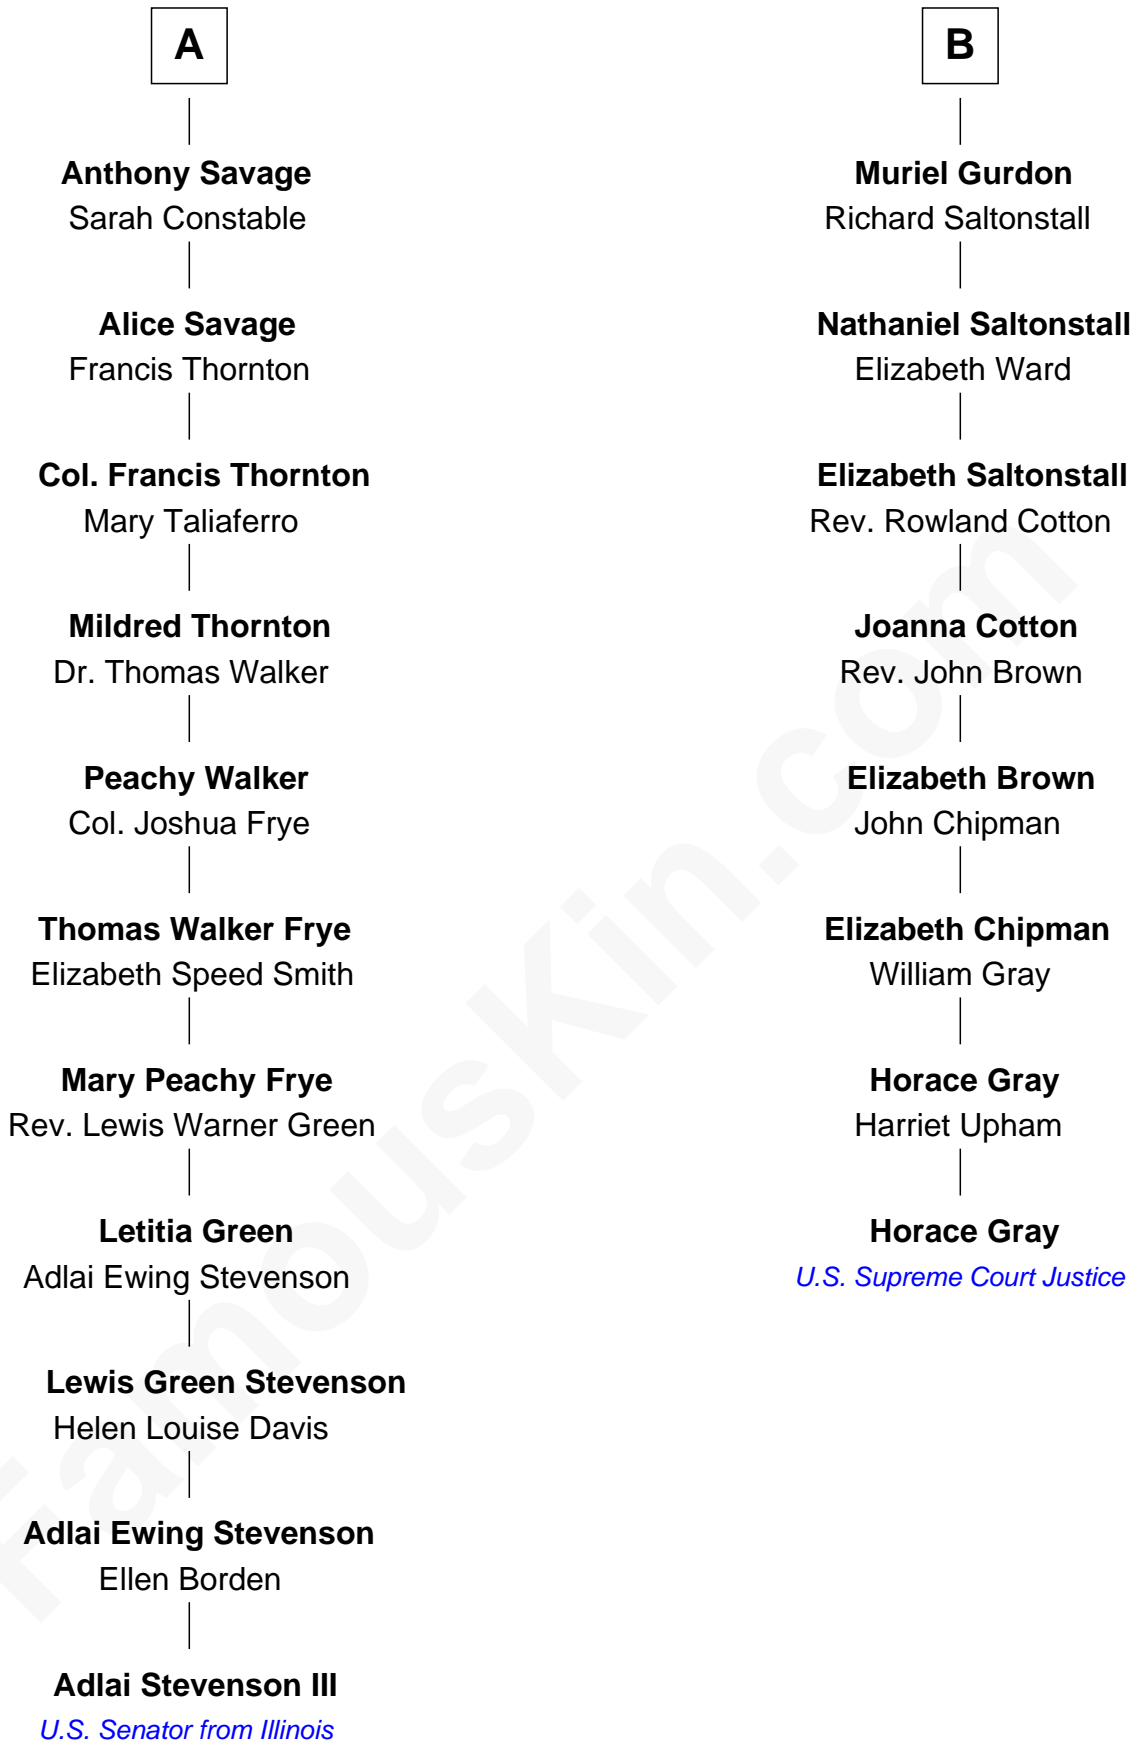 A
Anthony Savage
Sarah Constable
Alice Savage
Francis Thornton
Col. Francis Thornton
Mary Taliaferro
Mildred Thornton
Dr. Thomas Walker
Peachy Walker
Col. Joshua Frye
Thomas Walker Frye
Elizabeth Speed Smith
Mary Peachy Frye
Rev. Lewis Warner Green
Letitia Green
Adlai Ewing Stevenson
Lewis Green Stevenson
Helen Louise Davis
Adlai Ewing Stevenson
Ellen Borden
Adlai Stevenson III
U.S. Senator from Illinois
B
Muriel Gurdon
Richard Saltonstall
Nathaniel Saltonstall
Elizabeth Ward
Elizabeth Saltonstall
Rev. Rowland Cotton
Joanna Cotton
Rev. John Brown
Elizabeth Brown
John Chipman
Elizabeth Chipman
William Gray
Horace Gray
Harriet Upham
Horace Gray
U.S. Supreme Court Justice
FamousKin.com